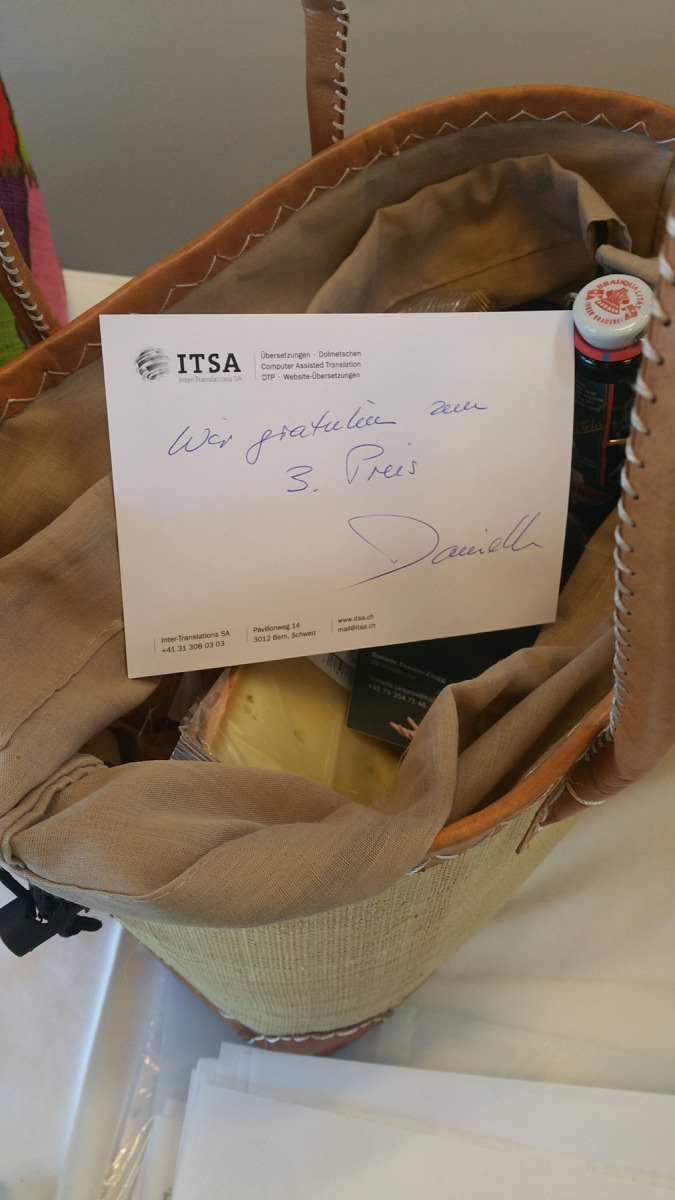 ITSA
Inter-Translations SA
Übersetzungen · Dolmetschen
Computer Assisted Translation
DTP · Website-Übersetzungen
Wir gratulieren zum
3. Preis
Danielle
Inter-Translations SA
+41 31 308 03 03
Pavillonweg 14
3012 Bern, Schweiz
www.itsa.ch
mail@itsa.ch
BRAUQUALITÄT